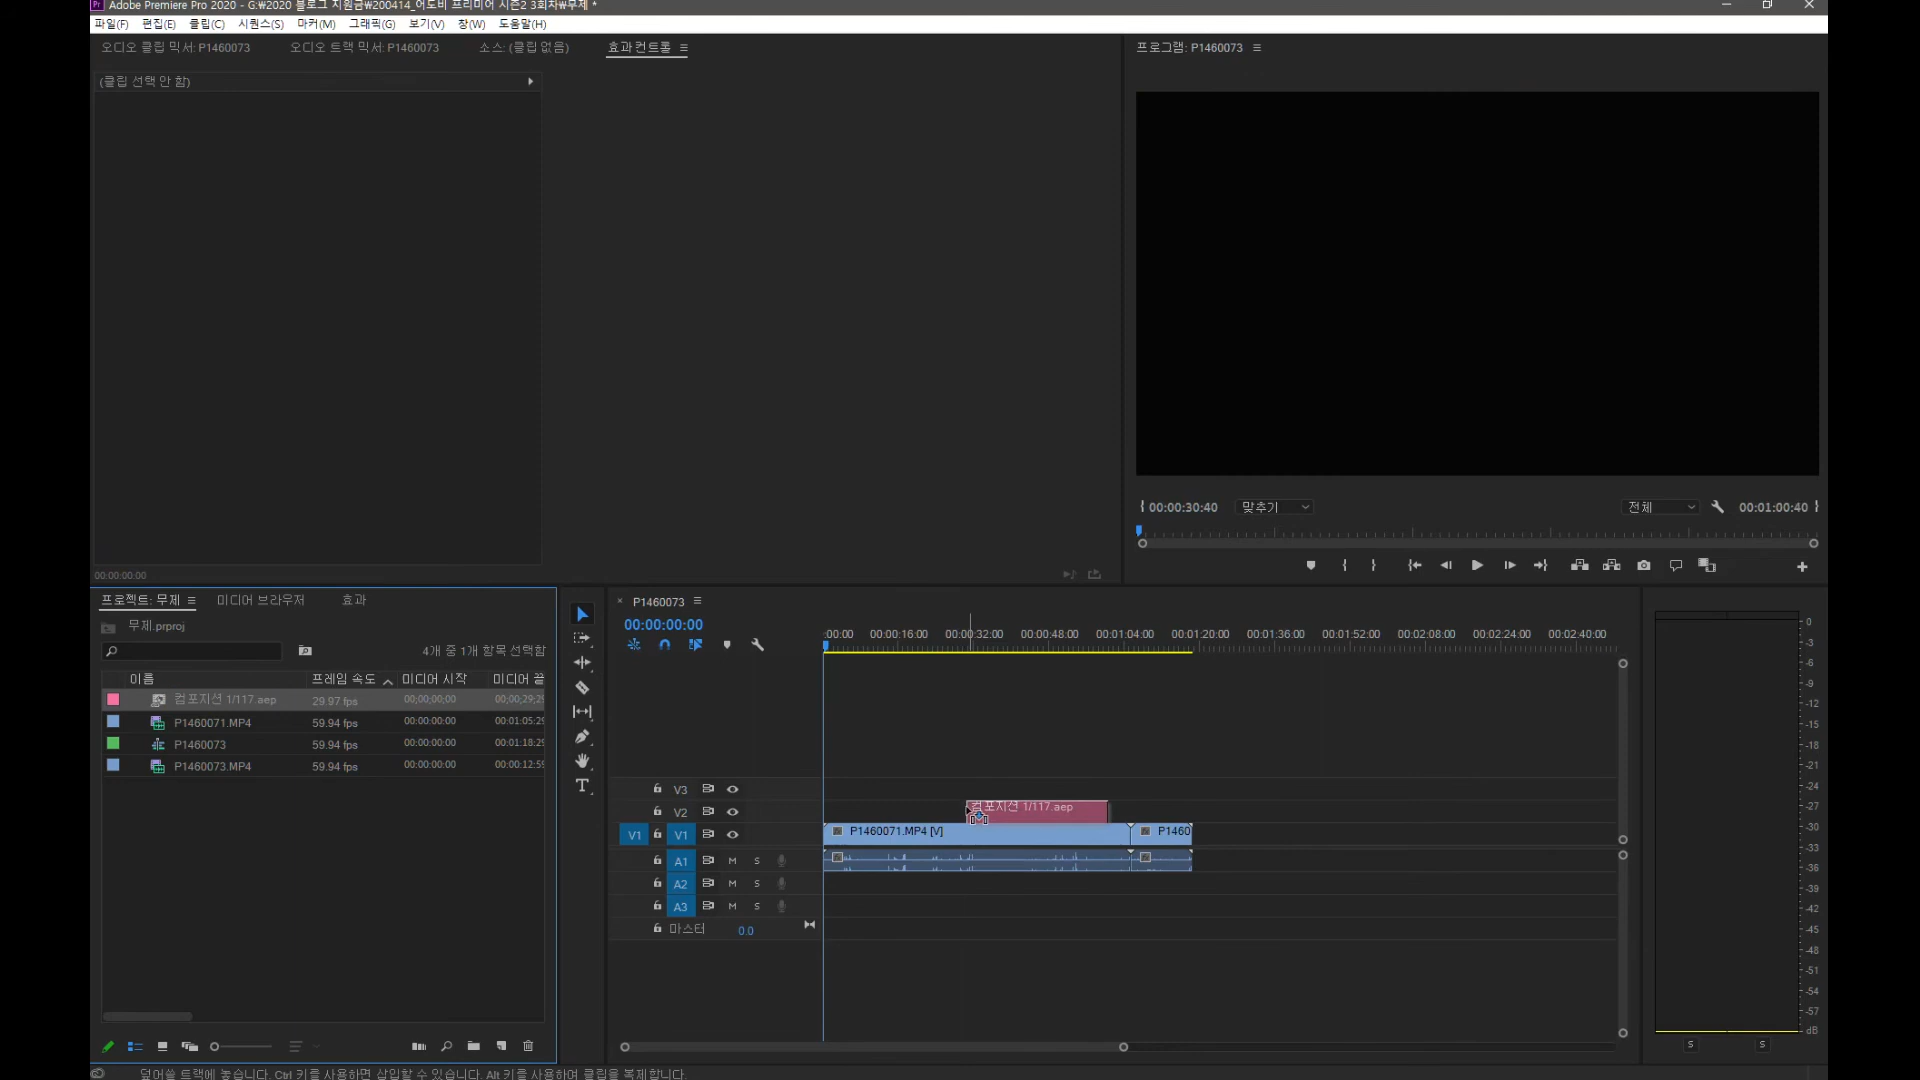 Adobe Premiere Pro 2020 - G:₩2020 블로그 지원금₩200414_어도비 프리미어 시즌2 3회차₩무제 *
파일(F) 편집(E) 클립(C) 시퀀스(S) 마커(M) 그래픽(G) 보기(V) 창(W) 도움말(H)
오디오 클립 믹서: P1460073 오디오 트랙 믹서: P1460073 소스: (클립 없음) 효과 컨트롤
프로그램: P1460073
(클립 선택 안 함)
00:00:30:40 맞추기 전체 00:01:00:40
00:00:00:00
프로젝트: 무제 미디어 브라우저 효과
무제.prproj
4개 중 1개 항목 선택함
이름 프레임 속도 미디어 시작 미디어 끝
컴포지션 1/117.aep 29.97 fps 00;00;00;00 00;00;29;29
P1460071.MP4 59.94 fps 00:00:00:00 00:01:05:29
P1460073 59.94 fps 00:00:00:00 00:01:18:29
P1460073.MP4 59.94 fps 00:00:00:00 00:00:12:59
P1460073
00:00:00:00
:00:00 00:00:16:00 00:00:32:00 00:00:48:00 00:01:04:00 00:01:20:00 00:01:36:00 00:01:52:00 00:02:08:00 00:02:24:00 00:02:40:00
V3
V2 컴포지션 1/117.aep
V1 V1 P1460071.MP4 [V] P1460
A1 M S
A2 M S
A3 M S
마스터 0.0
0
-3
-6
-9
-12
-15
-18
-21
-24
-27
-30
-33
-36
-39
-42
-45
-48
-51
-54
-57
dB
S S
덮어쓸 트랙에 놓습니다. Ctrl 키를 사용하면 삽입할 수 있습니다. Alt 키를 사용하여 클립을 복제합니다.